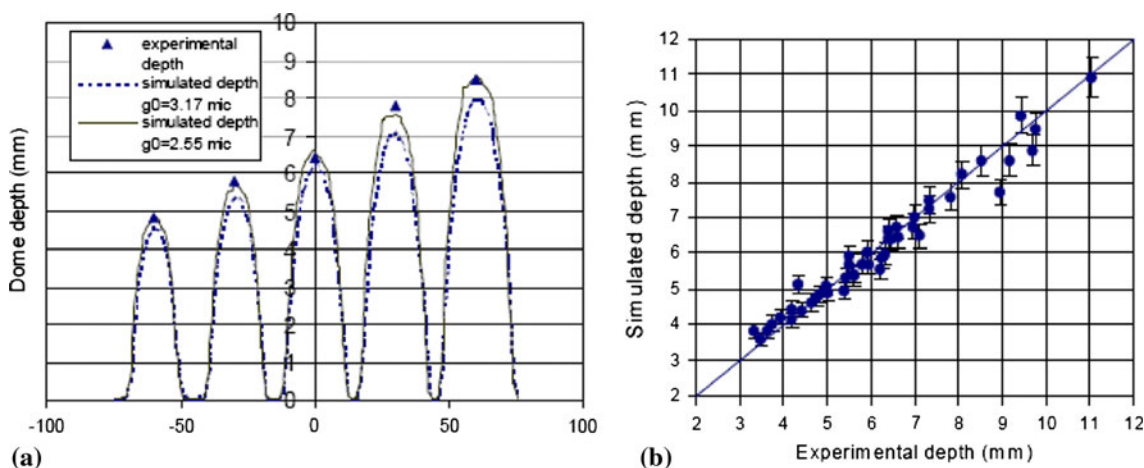 10
9
8
7
6
5
4
3
2
1
0
Dome depth (mm)
experimental
depth
simulated depth
g0=3.17 mic
simulated depth
g0=2.55 mic
-100 -50 0 50 100
(a)
12
11
10
9
8
7
6
5
4
3
2
Simulated depth (mm)
2 3 4 5 6 7 8 9 10 11 12
Experimental depth (mm)
(b)